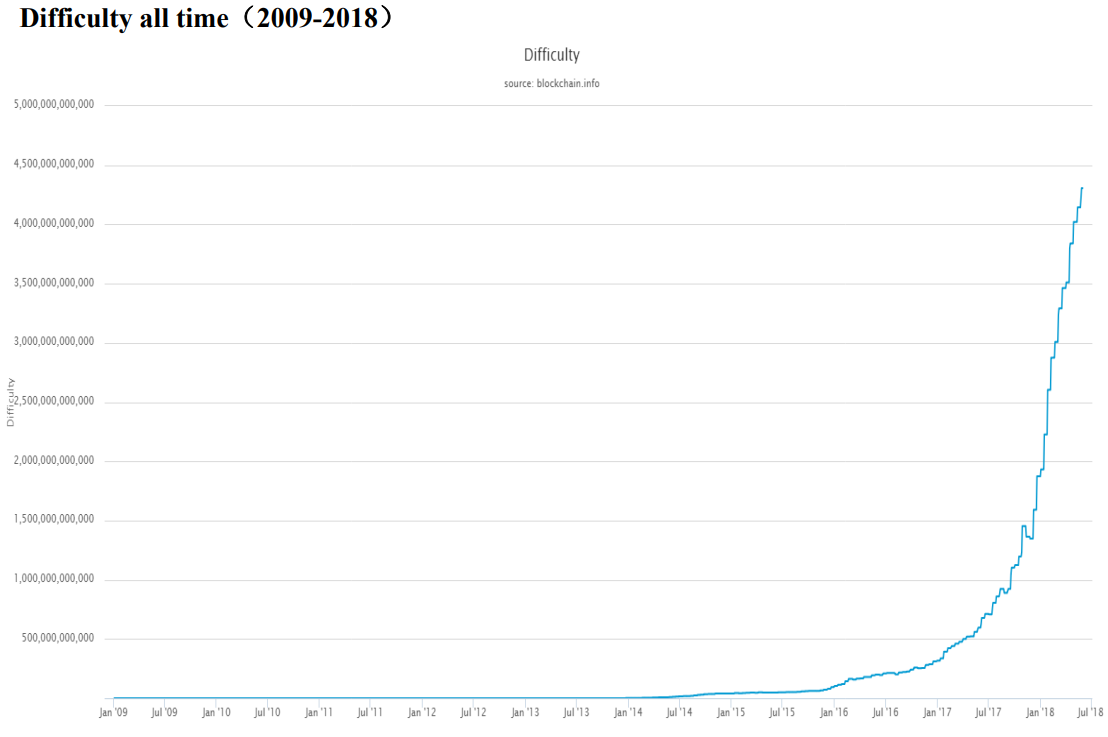 Difficulty all time（2009-2018）
Difficulty
source: blockchain.info
5,000,000,000,000
4,500,000,000,000
4,000,000,000,000
3,500,000,000,000
3,000,000,000,000
2,500,000,000,000
2,000,000,000,000
1,500,000,000,000
1,000,000,000,000
500,000,000,000
Difficulty
Jan '09 Jul '09 Jan '10 Jul '10 Jan '11 Jul '11 Jan '12 Jul '12 Jan '13 Jul '13 Jan '14 Jul '14 Jan '15 Jul '15 Jan '16 Jul '16 Jan '17 Jul '17 Jan '18 Jul '18